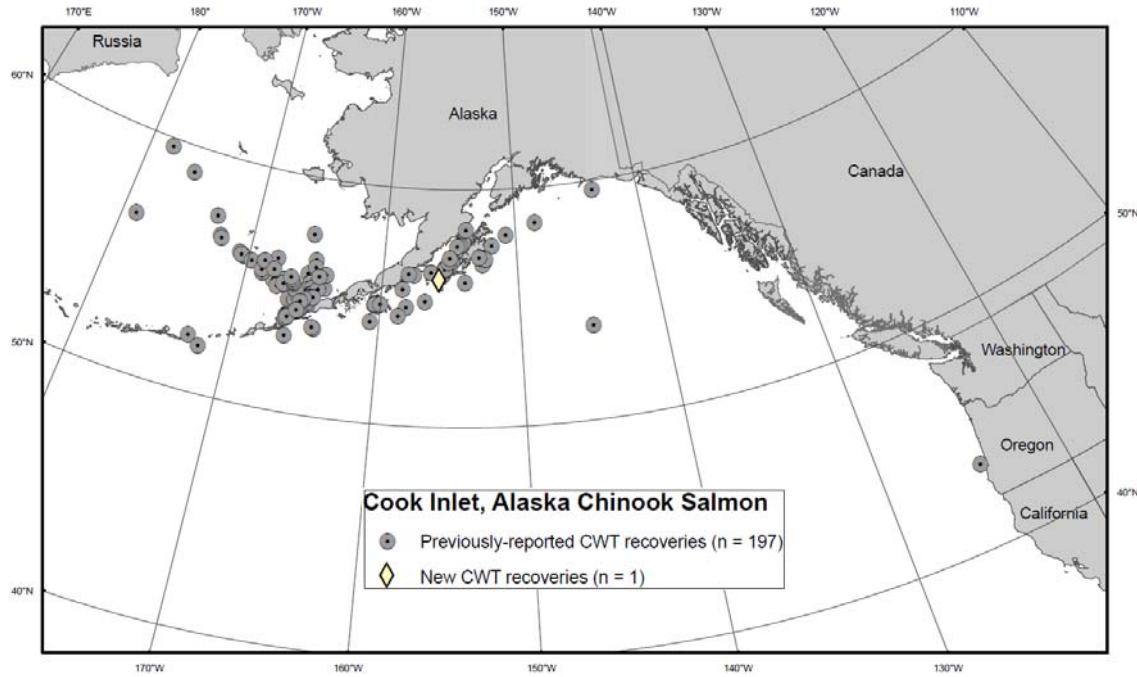 170°E 180° 170°W 160°W 150°W 140°W 130°W 120°W 110°W
Russia
60°N
Alaska
Canada
50°N
50°N
Washington
Oregon
Cook Inlet, Alaska Chinook Salmon
California
40°N
Previously-reported CWT recoveries (n = 197)
New CWT recoveries (n = 1)
40°N
170°W 160°W 150°W 140°W 130°W